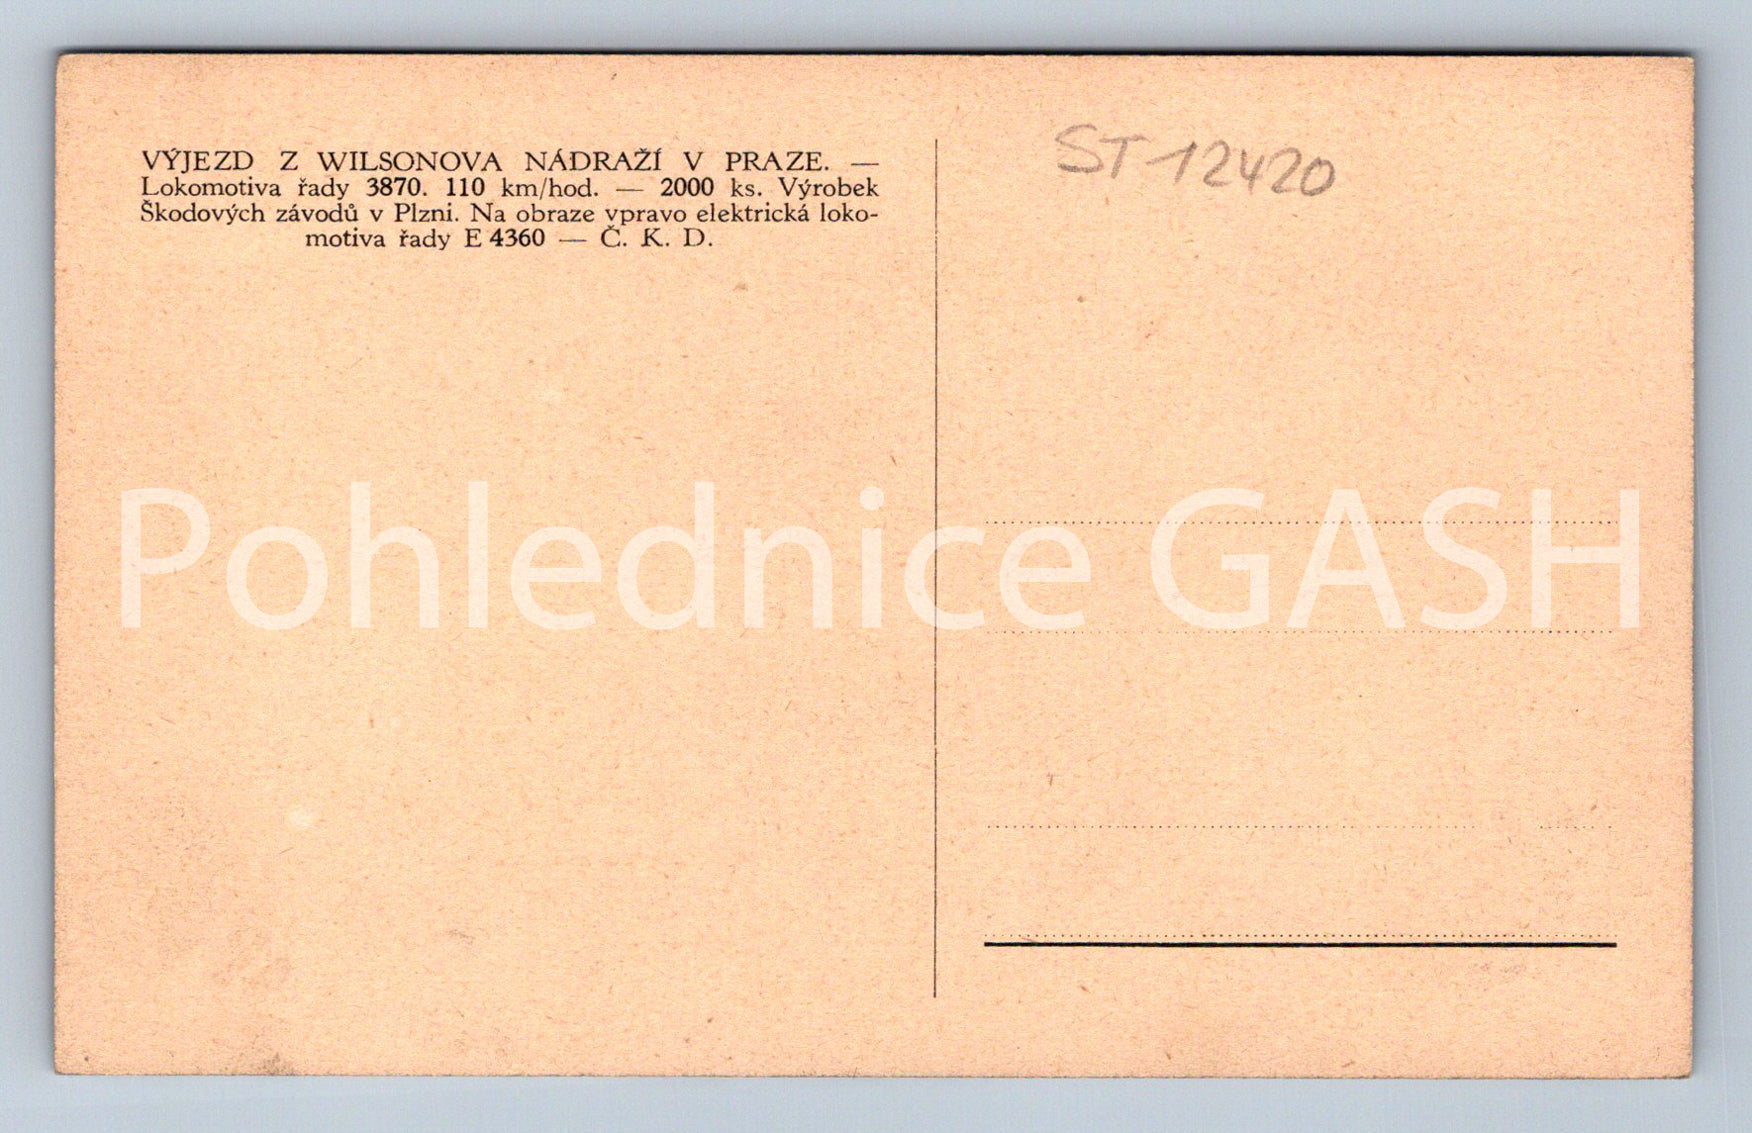 VÝJEZD Z WILSONOVA NÁDRAŽÍ V PRAZE. —
Lokomotiva řady 3870. 110 km/hod. — 2000 ks. Výrobek
Škodových závodů v Plzni. Na obraze vpravo elektrická loko-
motiva řady E 4360 — Č. K. D.
ST-12420
Pohlednice GASH